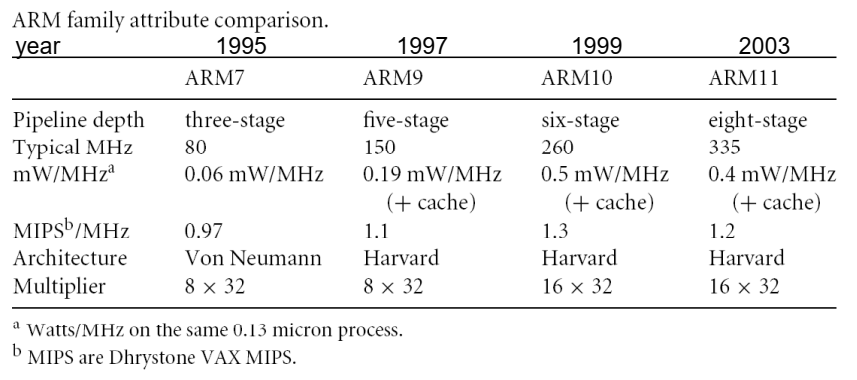 ARM family attribute comparison.
year 1995 1997 1999 2003
ARM7 ARM9 ARM10 ARM11
Pipeline depth three-stage five-stage six-stage eight-stage
Typical MHz 80 150 260 335
mW/MHzᵃ 0.06 mW/MHz 0.19 mW/MHz 0.5 mW/MHz 0.4 mW/MHz
(+ cache) (+ cache) (+ cache)
MIPSᵇ/MHz 0.97 1.1 1.3 1.2
Architecture Von Neumann Harvard Harvard Harvard
Multiplier 8 × 32 8 × 32 16 × 32 16 × 32
ᵃ Watts/MHz on the same 0.13 micron process.
ᵇ MIPS are Dhrystone VAX MIPS.